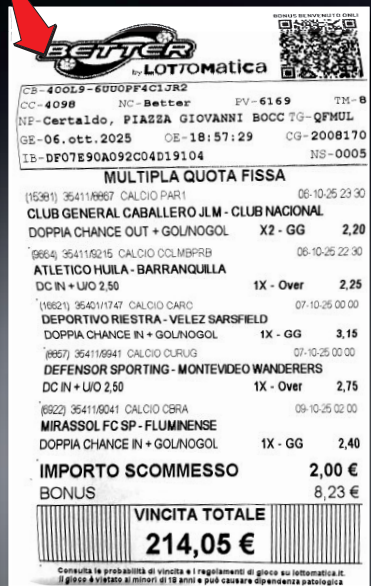 BONUS BENVENUTO ONLI
BETTER
by LOTTOMatica
CB-400L9-6U0OPF4C1JR2
CC-4098 NC-Better PV-6169 TM-8
NP-Certaldo, PIAZZA GIOVANNI BOCC TG-QFMUL
GE-06.ott.2025 OE-18:57:29 CG-2008170
IB-DF07E90A092C04D19104 NS-0005
MULTIPLA QUOTA FISSA
(15381) 35411/8867 CALCIO PAR1 06-10-25 23 30
CLUB GENERAL CABALLERO JLM - CLUB NACIONAL
DOPPIA CHANCE OUT + GOL/NOGOL X2 - GG 2,20
(9664) 35411/9215 CALCIO CCLMBPRB 06-10-25 22 30
ATLETICO HUILA - BARRANQUILLA
DC IN + U/O 2,50 1X - Over 2,25
(16621) 35401/1747 CALCIO CARC 07-10-25 00 00
DEPORTIVO RIESTRA - VELEZ SARSFIELD
DOPPIA CHANCE IN + GOL/NOGOL 1X - GG 3,15
(8657) 35411/9941 CALCIO CURUG 07-10-25 00 00
DEFENSOR SPORTING - MONTEVIDEO WANDERERS
DC IN + U/O 2,50 1X - Over 2,75
(6922) 35411/9041 CALCIO CBRA 09-10-25 02 00
MIRASSOL FC SP - FLUMINENSE
DOPPIA CHANCE IN + GOL/NOGOL 1X - GG 2,40
IMPORTO SCOMMESSO 2,00 €
BONUS 8,23 €
VINCITA TOTALE
214,05 €
Consulta le probabilità di vincita e i regolamenti di gioco su lottomatica.it.
Il gioco è vietato ai minori di 18 anni e può causare dipendenza patologica